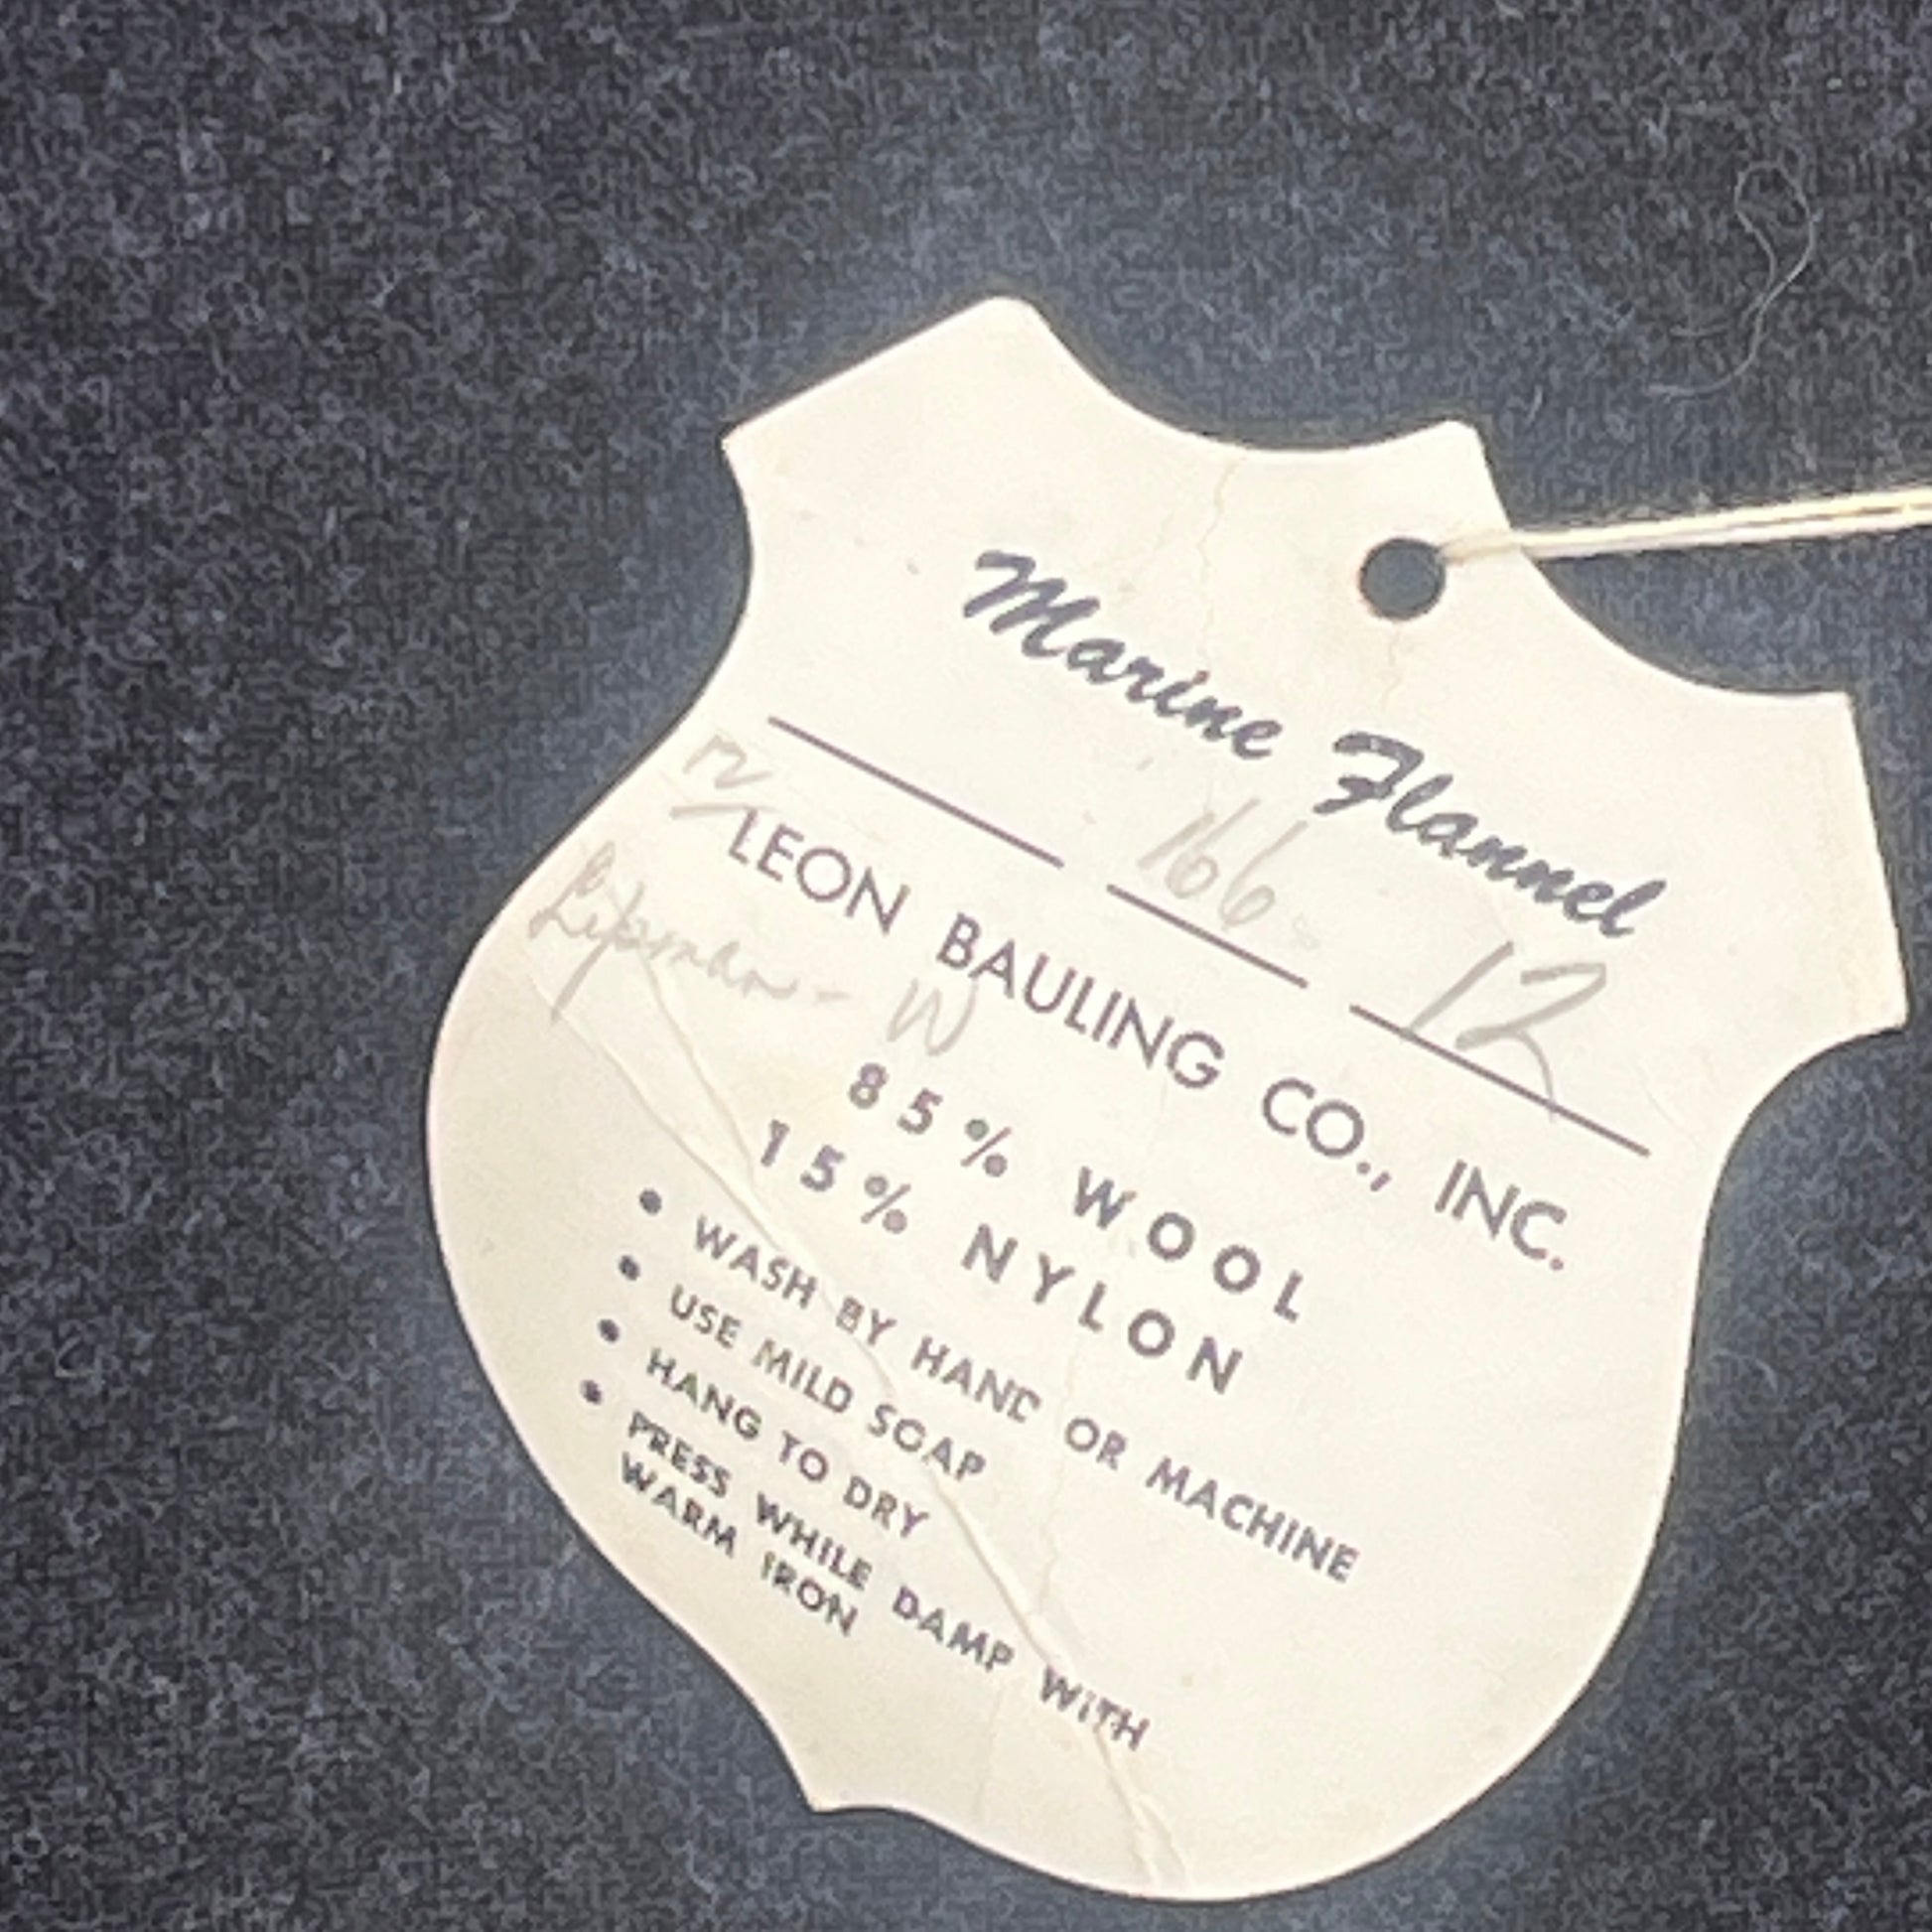 Marine Flannel
166 12
LEON BAULING CO., INC.
Lipman - W
85% WOOL
15% NYLON
• WASH BY HAND OR MACHINE
• USE MILD SOAP
• HANG TO DRY
• PRESS WHILE DAMP WITH
WARM IRON